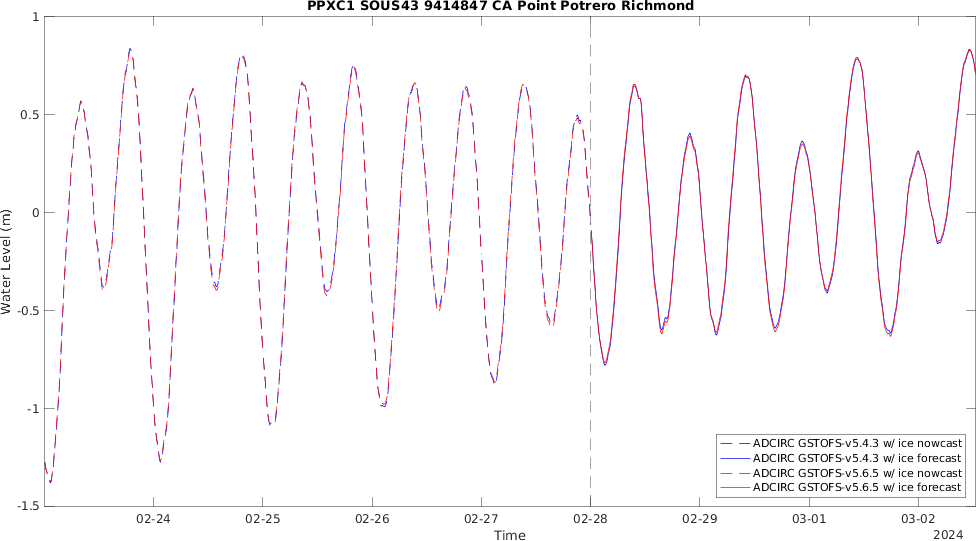 PPXC1 SOUS43 9414847 CA Point Potrero Richmond
1
0.5
0
-0.5
-1
-1.5
Water Level (m)
02-24 02-25 02-26 02-27 02-28 02-29 03-01 03-02
Time
2024
ADCIRC GSTOFS-v5.4.3 w/ ice nowcast
ADCIRC GSTOFS-v5.4.3 w/ ice forecast
ADCIRC GSTOFS-v5.6.5 w/ ice nowcast
ADCIRC GSTOFS-v5.6.5 w/ ice forecast